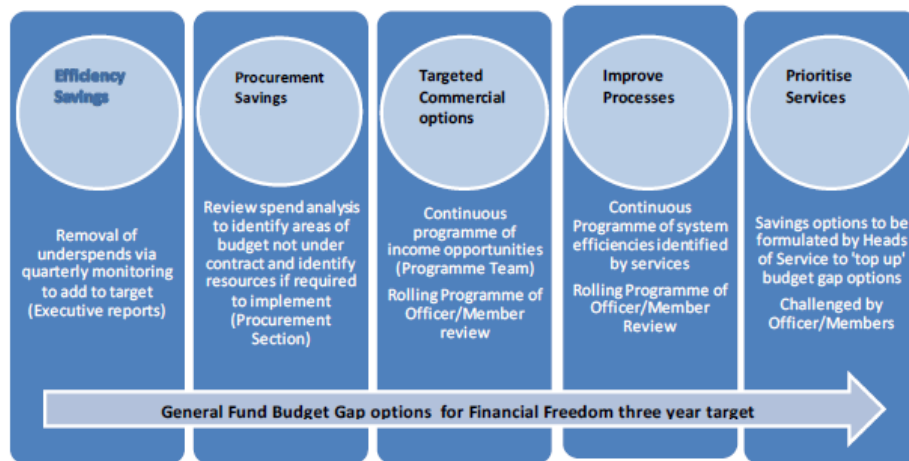 Efficiency
Savings
Removal of
underspends via
quarterly monitoring
to add to target
(Executive reports)
Procurement
Savings
Review spend analysis
to identify areas of
budget not under
contract and identify
resources if required
to implement
(Procurement
Section)
Targeted
Commercial
options
Continuous
programme of
income opportunities
(Programme Team)
Rolling Programme of
Officer/Member
review
Improve
Processes
Continuous
Programme of system
efficiencies identified
by services
Rolling Programme of
Officer/Member
Review
Prioritise
Services
Savings options to be
formulated by Heads
of Service to 'top up'
budget gap options
Challenged by
Officer/Members
General Fund Budget Gap options for Financial Freedom three year target